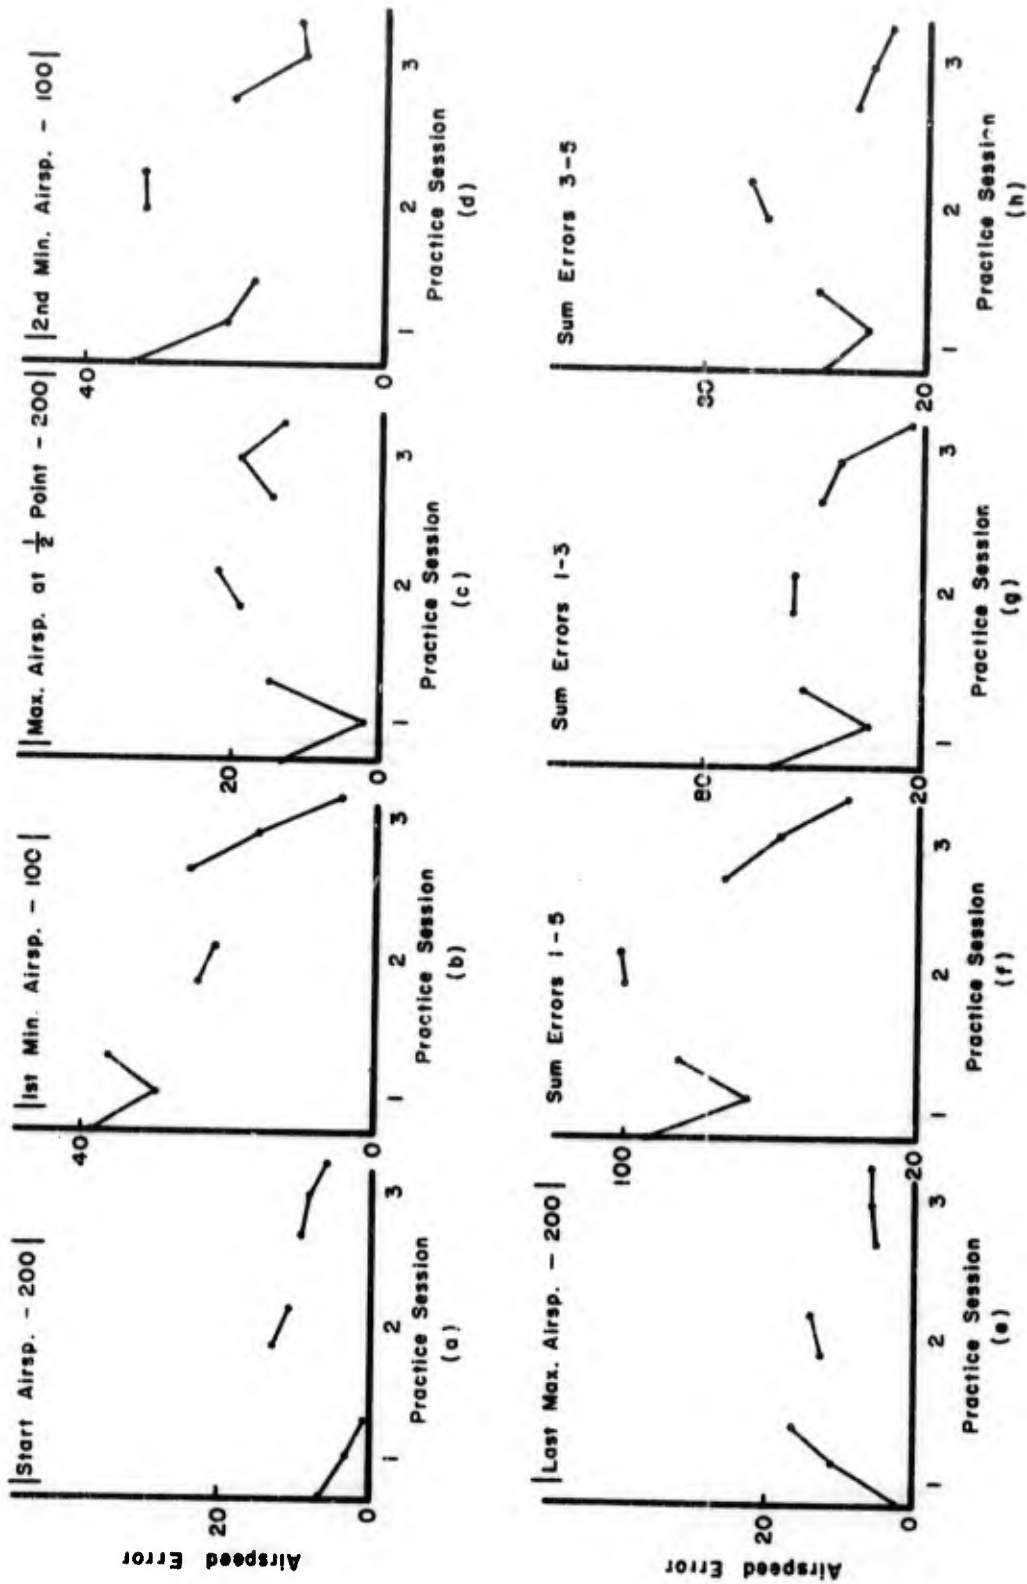 |Start Airsp. - 200|
|1st Min. Airsp. - 100|
|Max. Airsp. at 1/2 Point - 200|
|2nd Min. Airsp. - 100|
Airspeed Error
20
0
1
2
3
Practice Session
(a)
40
0
1
2
3
Practice Session
(b)
20
0
1
2
3
Practice Session
(c)
40
0
1
2
3
Practice Session
(d)
|Last Max. Airsp. - 200|
Sum Errors 1-5
Sum Errors 1-3
Sum Errors 3-5
Airspeed Error
20
0
1
2
3
Practice Session
(e)
100
20
1
2
3
Practice Session
(f)
80
20
1
2
3
Practice Session
(g)
80
20
1
2
3
Practice Session
(h)